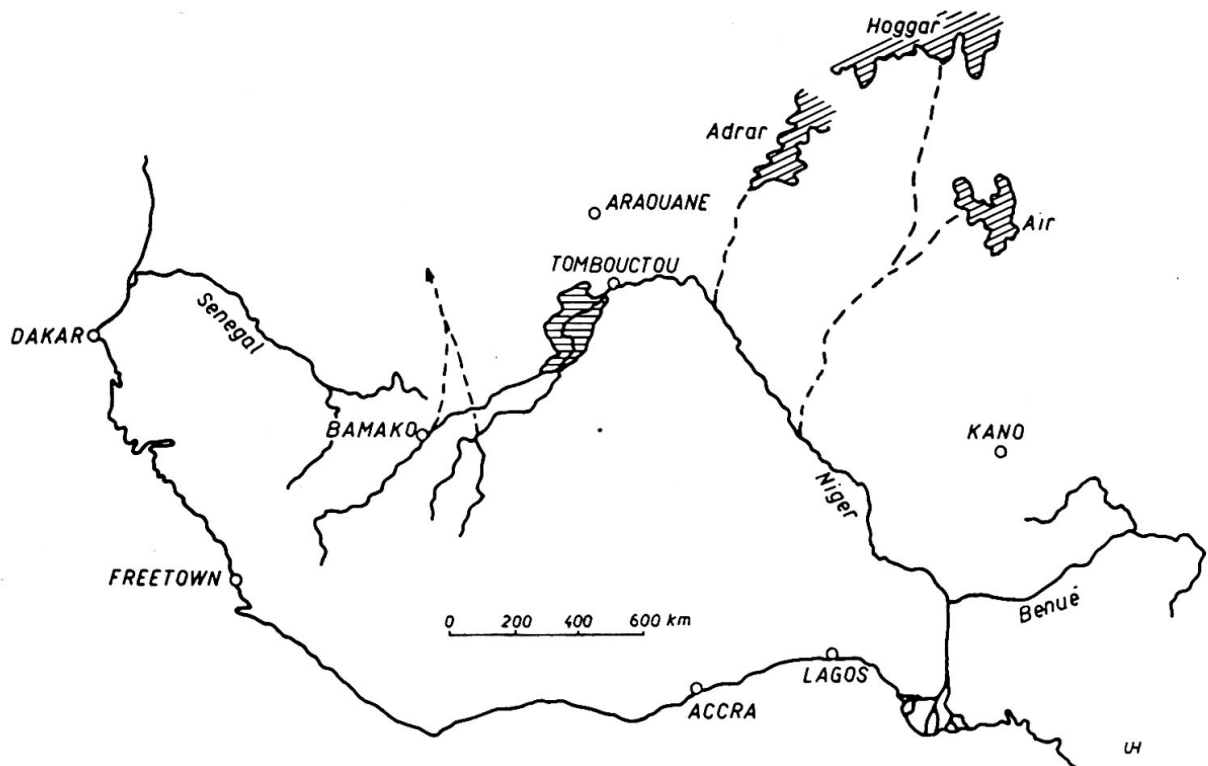 Hoggar
Adrar
ARAOUANE
Air
TOMBOUCTOU
Senegal
DAKAR
BAMAKO
KANO
Niger
FREETOWN
0 200 400 600 km
Benué
LAGOS
ACCRA
UH